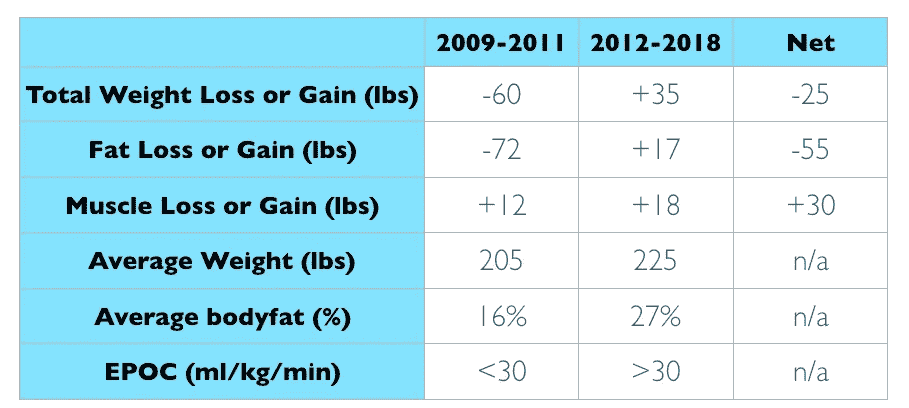 2009-2011 2012-2018 Net
Total Weight Loss or Gain (lbs) -60 +35 -25
Fat Loss or Gain (lbs) -72 +17 -55
Muscle Loss or Gain (lbs) +12 +18 +30
Average Weight (lbs) 205 225 n/a
Average bodyfat (%) 16% 27% n/a
EPOC (ml/kg/min) <30 >30 n/a